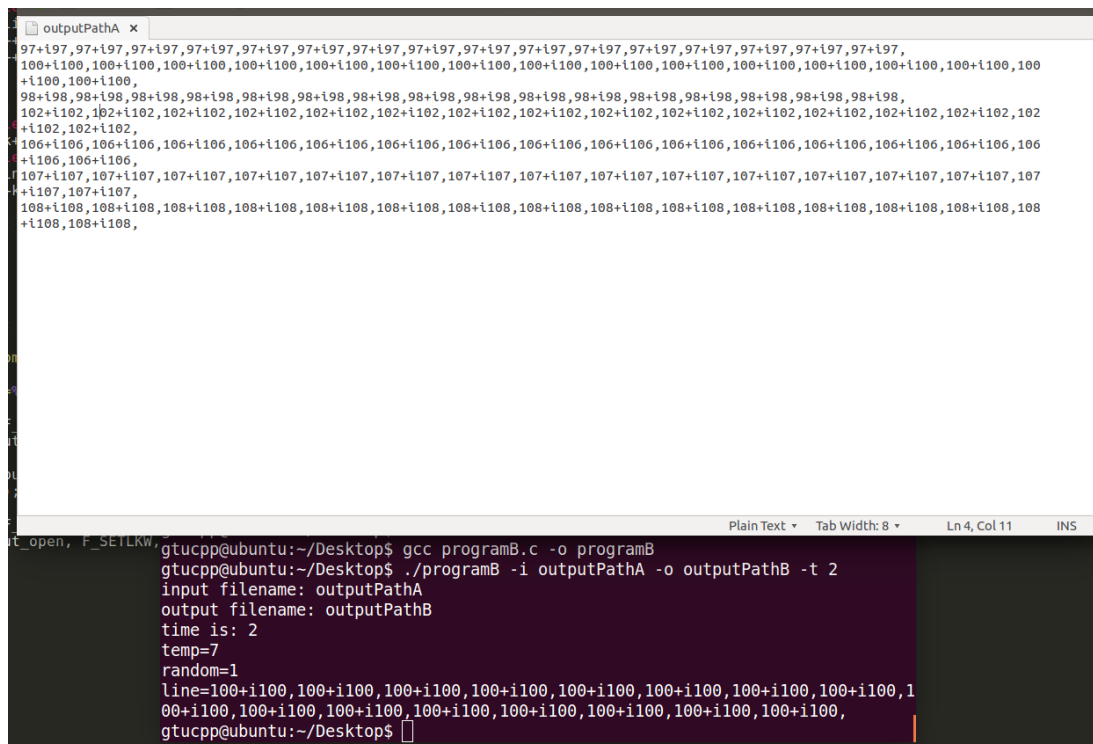 outputPathA ×
97+i97,97+i97,97+i97,97+i97,97+i97,97+i97,97+i97,97+i97,97+i97,97+i97,97+i97,97+i97,97+i97,97+i97,97+i97,97+i97,
100+i100,100+i100,100+i100,100+i100,100+i100,100+i100,100+i100,100+i100,100+i100,100+i100,100+i100,100+i100,100+i100,100+i100,100
+i100,100+i100,
98+i98,98+i98,98+i98,98+i98,98+i98,98+i98,98+i98,98+i98,98+i98,98+i98,98+i98,98+i98,98+i98,98+i98,98+i98,98+i98,
102+i102,102+i102,102+i102,102+i102,102+i102,102+i102,102+i102,102+i102,102+i102,102+i102,102+i102,102+i102,102+i102,102+i102,102
+i102,102+i102,
106+i106,106+i106,106+i106,106+i106,106+i106,106+i106,106+i106,106+i106,106+i106,106+i106,106+i106,106+i106,106+i106,106+i106,106
+i106,106+i106,
107+i107,107+i107,107+i107,107+i107,107+i107,107+i107,107+i107,107+i107,107+i107,107+i107,107+i107,107+i107,107+i107,107+i107,107
+i107,107+i107,
108+i108,108+i108,108+i108,108+i108,108+i108,108+i108,108+i108,108+i108,108+i108,108+i108,108+i108,108+i108,108+i108,108+i108,108
+i108,108+i108,
Plain Text Tab Width: 8 Ln 4, Col 11 INS
ut_open, F_SETLKW,
gtucpp@ubuntu:~/Desktop$ gcc programB.c -o programB
gtucpp@ubuntu:~/Desktop$ ./programB -i outputPathA -o outputPathB -t 2
input filename: outputPathA
output filename: outputPathB
time is: 2
temp=7
random=1
line=100+i100,100+i100,100+i100,100+i100,100+i100,100+i100,100+i100,100+i100,1
00+i100,100+i100,100+i100,100+i100,100+i100,100+i100,100+i100,100+i100,
gtucpp@ubuntu:~/Desktop$